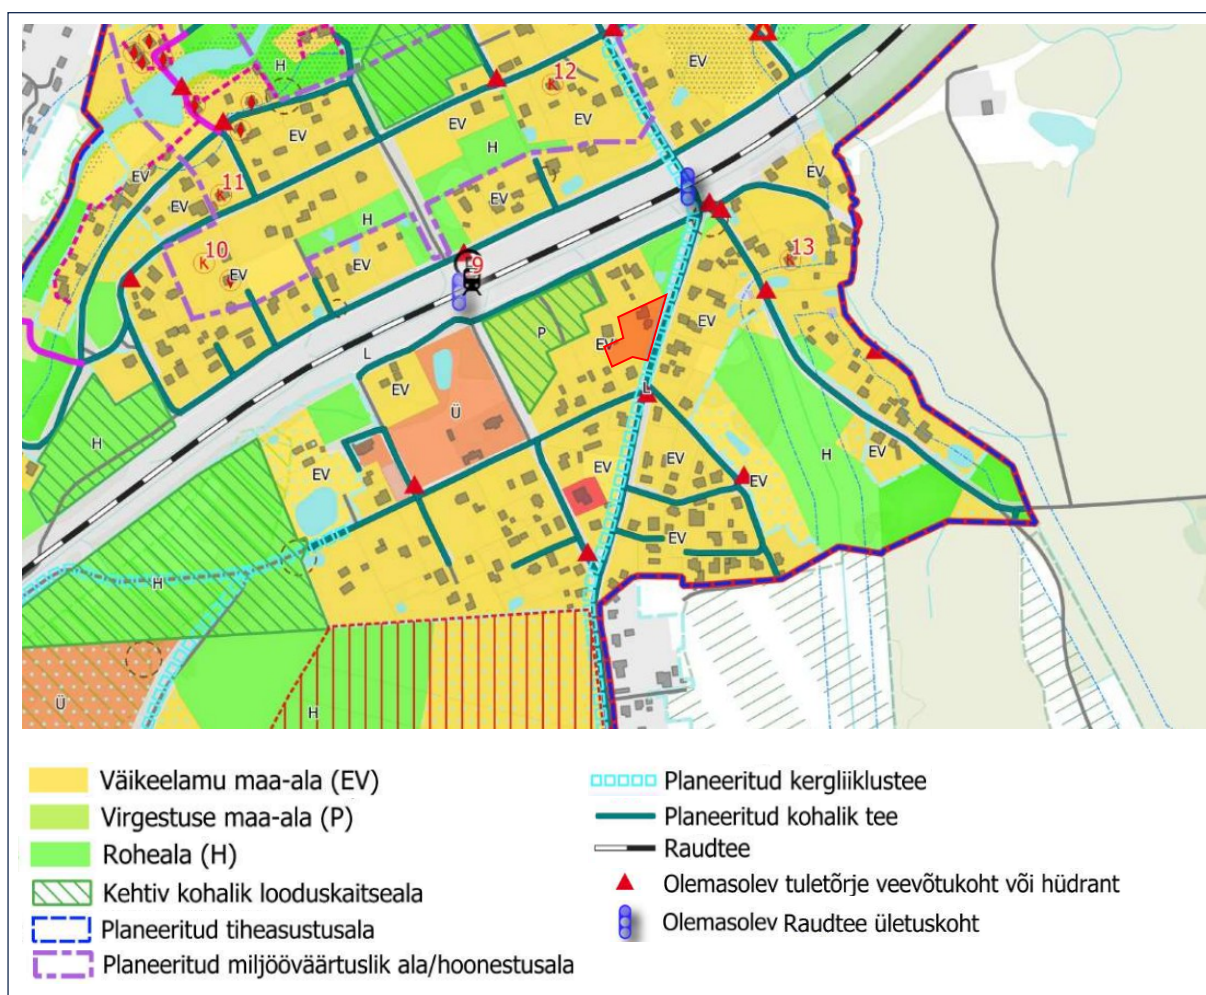 H
12
K
EV
EV
EV
H
EV
11
K
EV
EV
EV
H
EV
10
K
EV
EV
9
13
K
P
EV
EV
L
EV
L
Ü
H
EV
EV
EV
EV
H
EV
EV
H
Ü
H
Väikeelamu maa-ala (EV)
Virgestuse maa-ala (P)
Roheala (H)
Kehtiv kohalik looduskaitseala
Planeeritud tiheasustusala
Planeeritud miljööväärtuslik ala/hoonestusala
Planeeritud kergliiklustee
Planeeritud kohalik tee
Raudtee
Olemasolev tuletõrje veevõtukoht või hüdrant
Olemasolev Raudtee ületuskoht